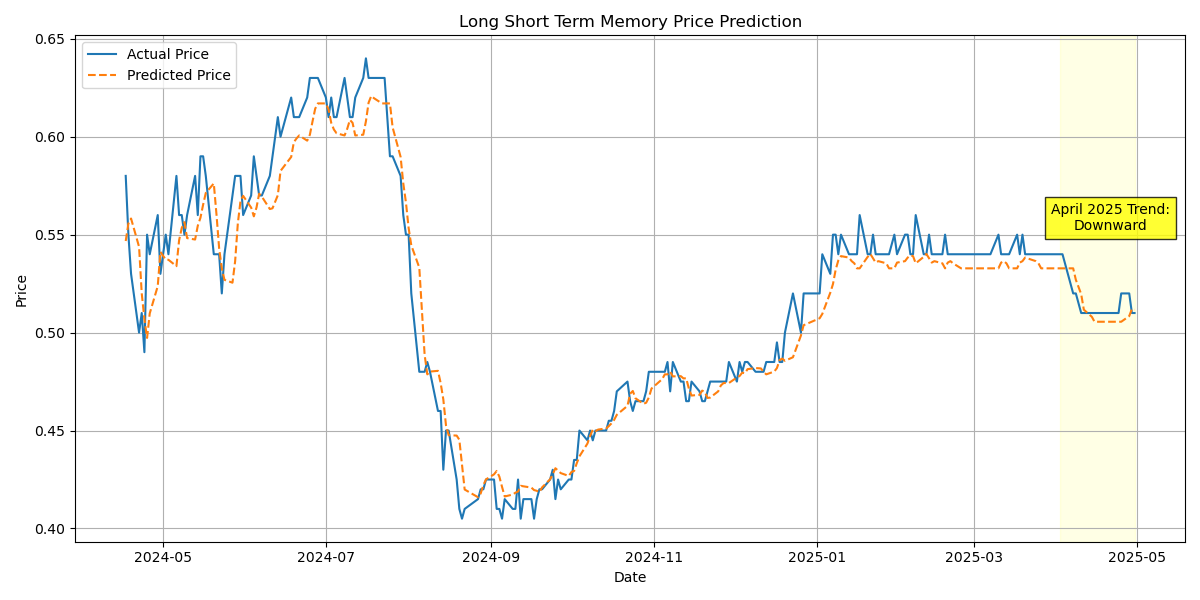 Long Short Term Memory Price Prediction
Actual Price
Predicted Price
April 2025 Trend:
Downward
Price
0.65
0.60
0.55
0.50
0.45
0.40
2024-05 2024-07 2024-09 2024-11 2025-01 2025-03 2025-05
Date